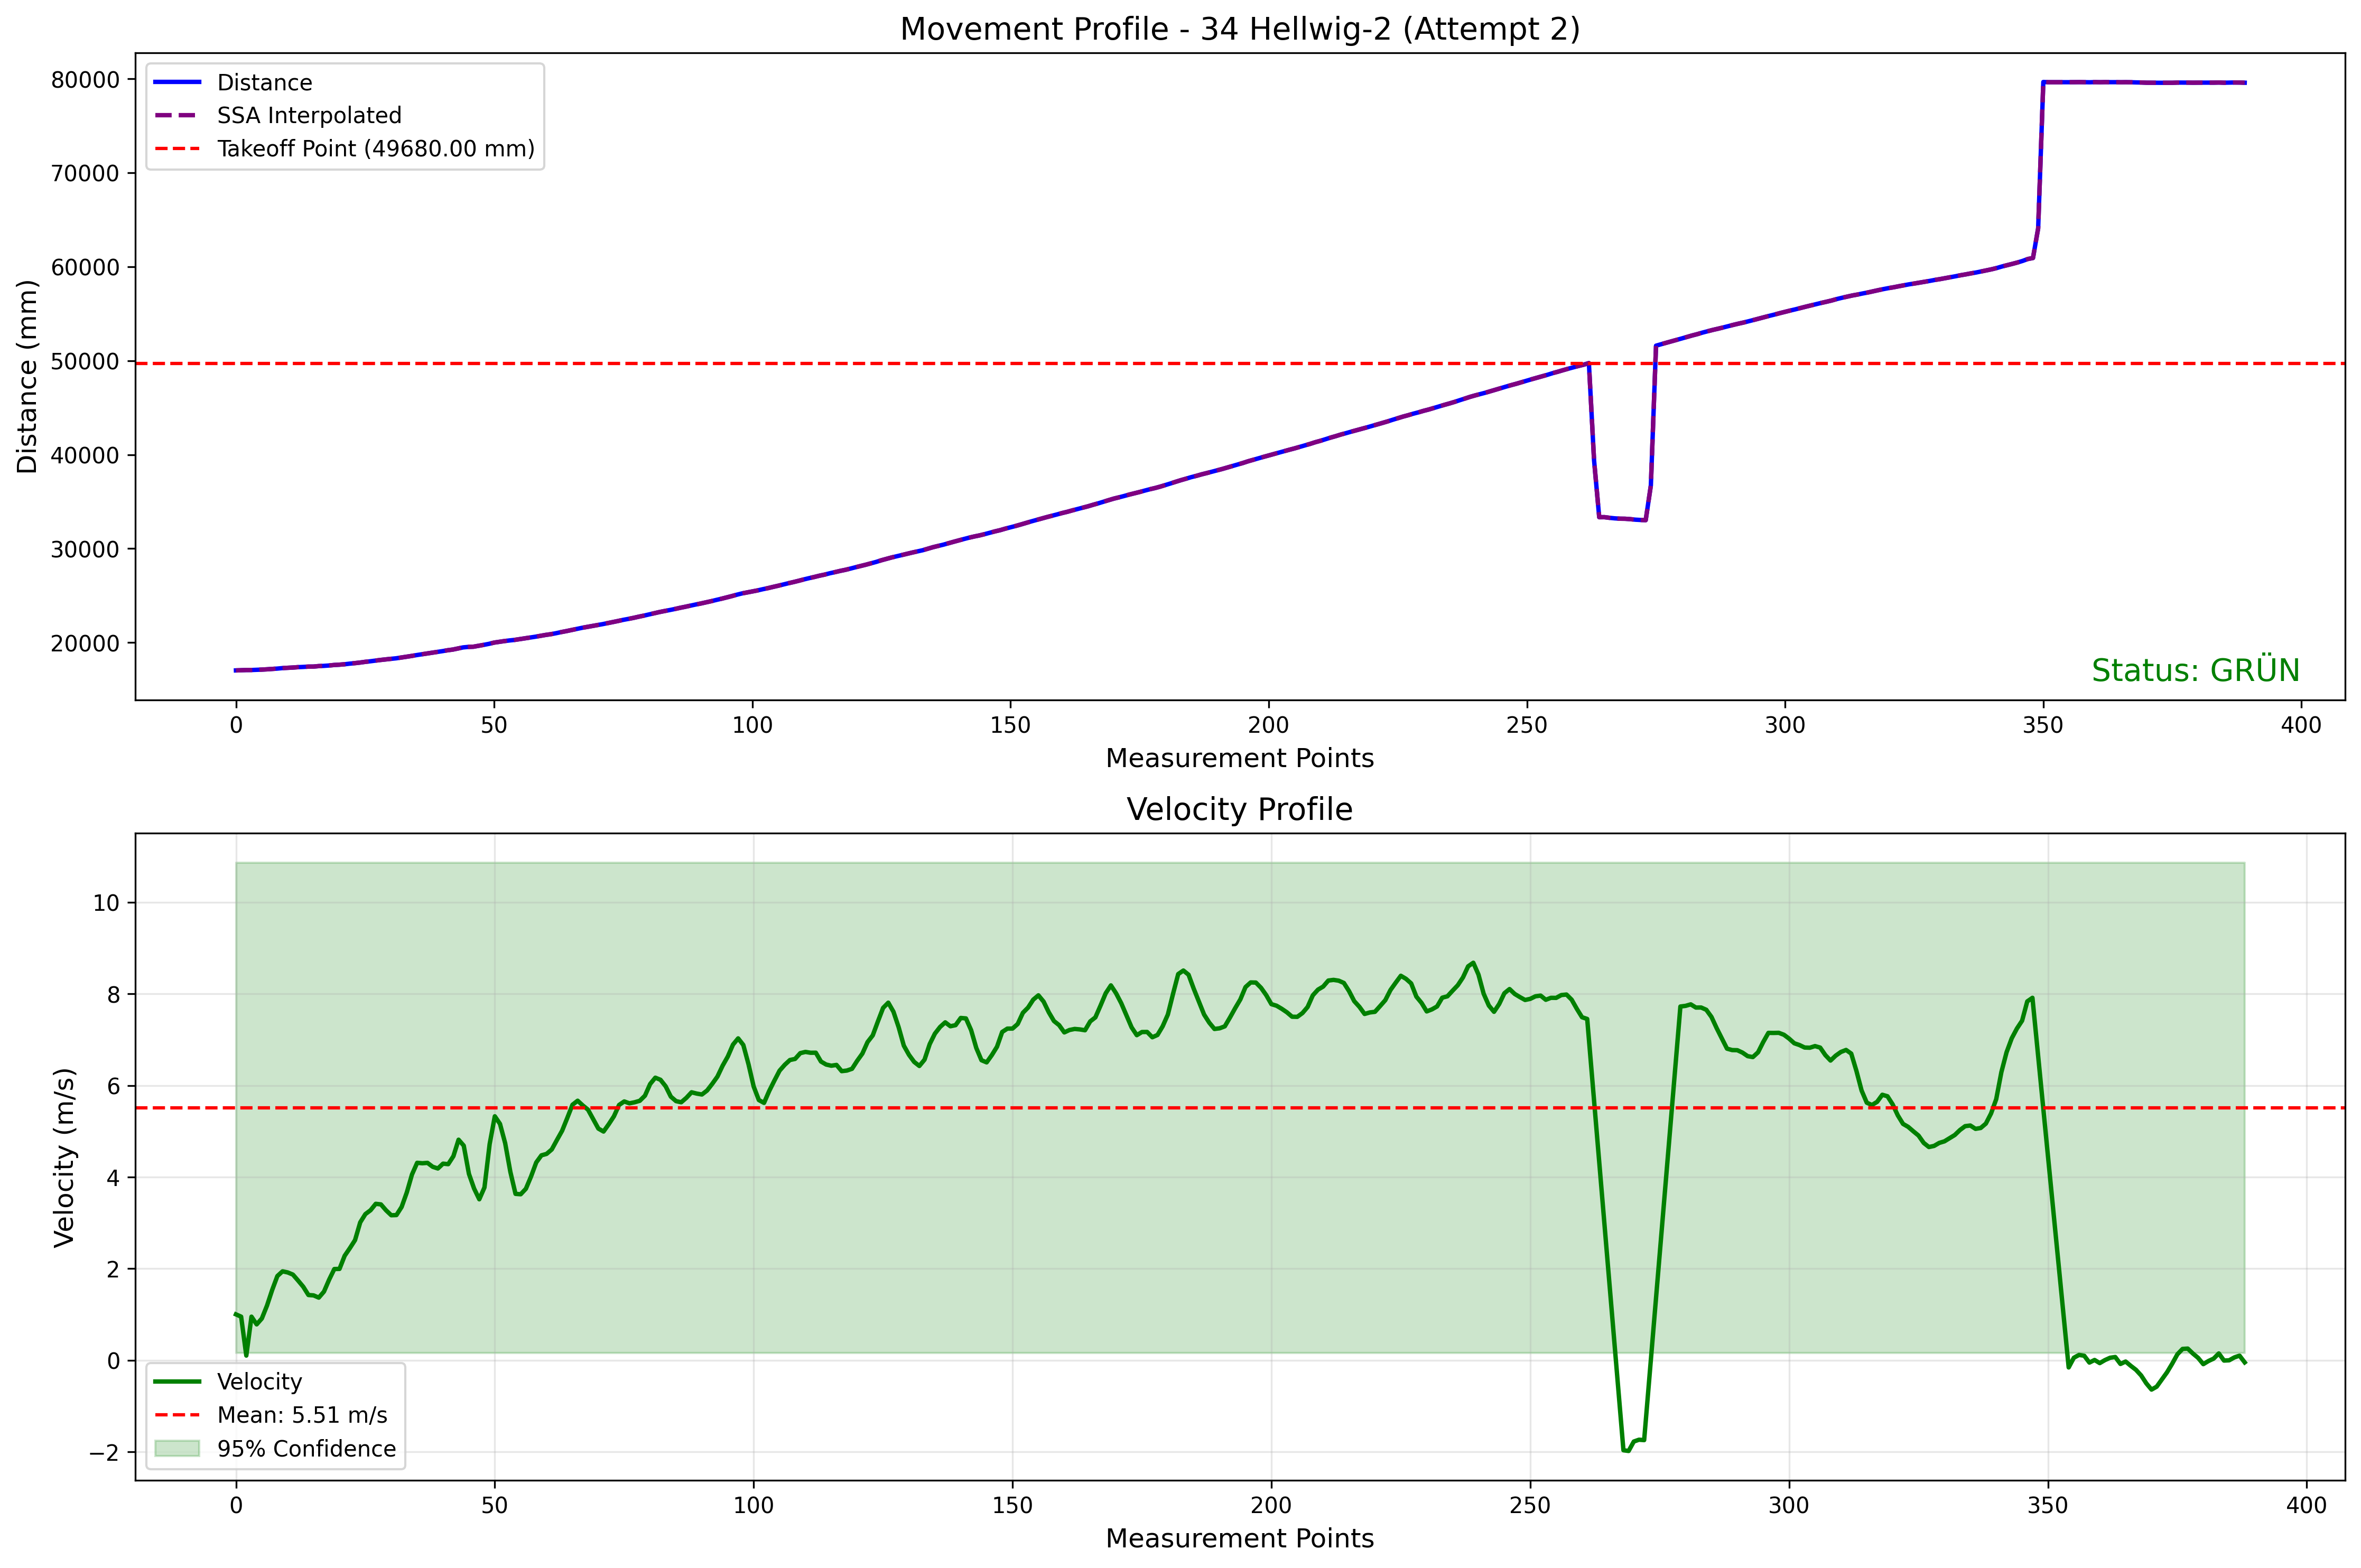 Movement Profile - 34 Hellwig-2 (Attempt 2)
Distance
SSA Interpolated
Takeoff Point (49680.00 mm)
80000
70000
60000
50000
40000
30000
20000
Distance (mm)
Status: GRÜN
0 50 100 150 200 250 300 350 400
Measurement Points
Velocity Profile
10
8
6
4
2
0
−2
Velocity (m/s)
Velocity
Mean: 5.51 m/s
95% Confidence
0 50 100 150 200 250 300 350 400
Measurement Points